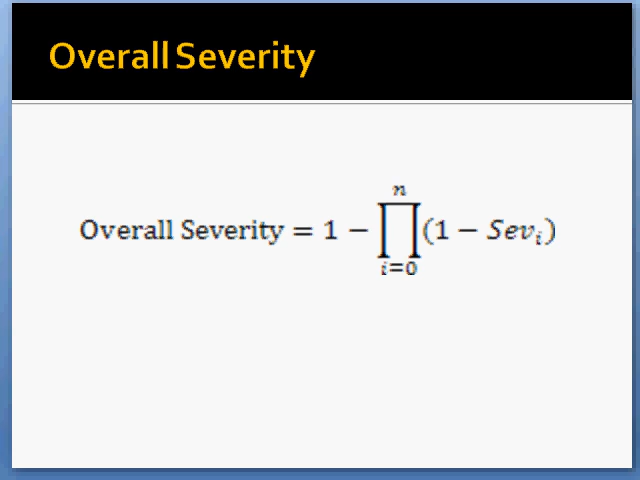 Overall Severity
Overall Severity = 1 − ∏_{i=0}^{n} (1 − Sev_i)